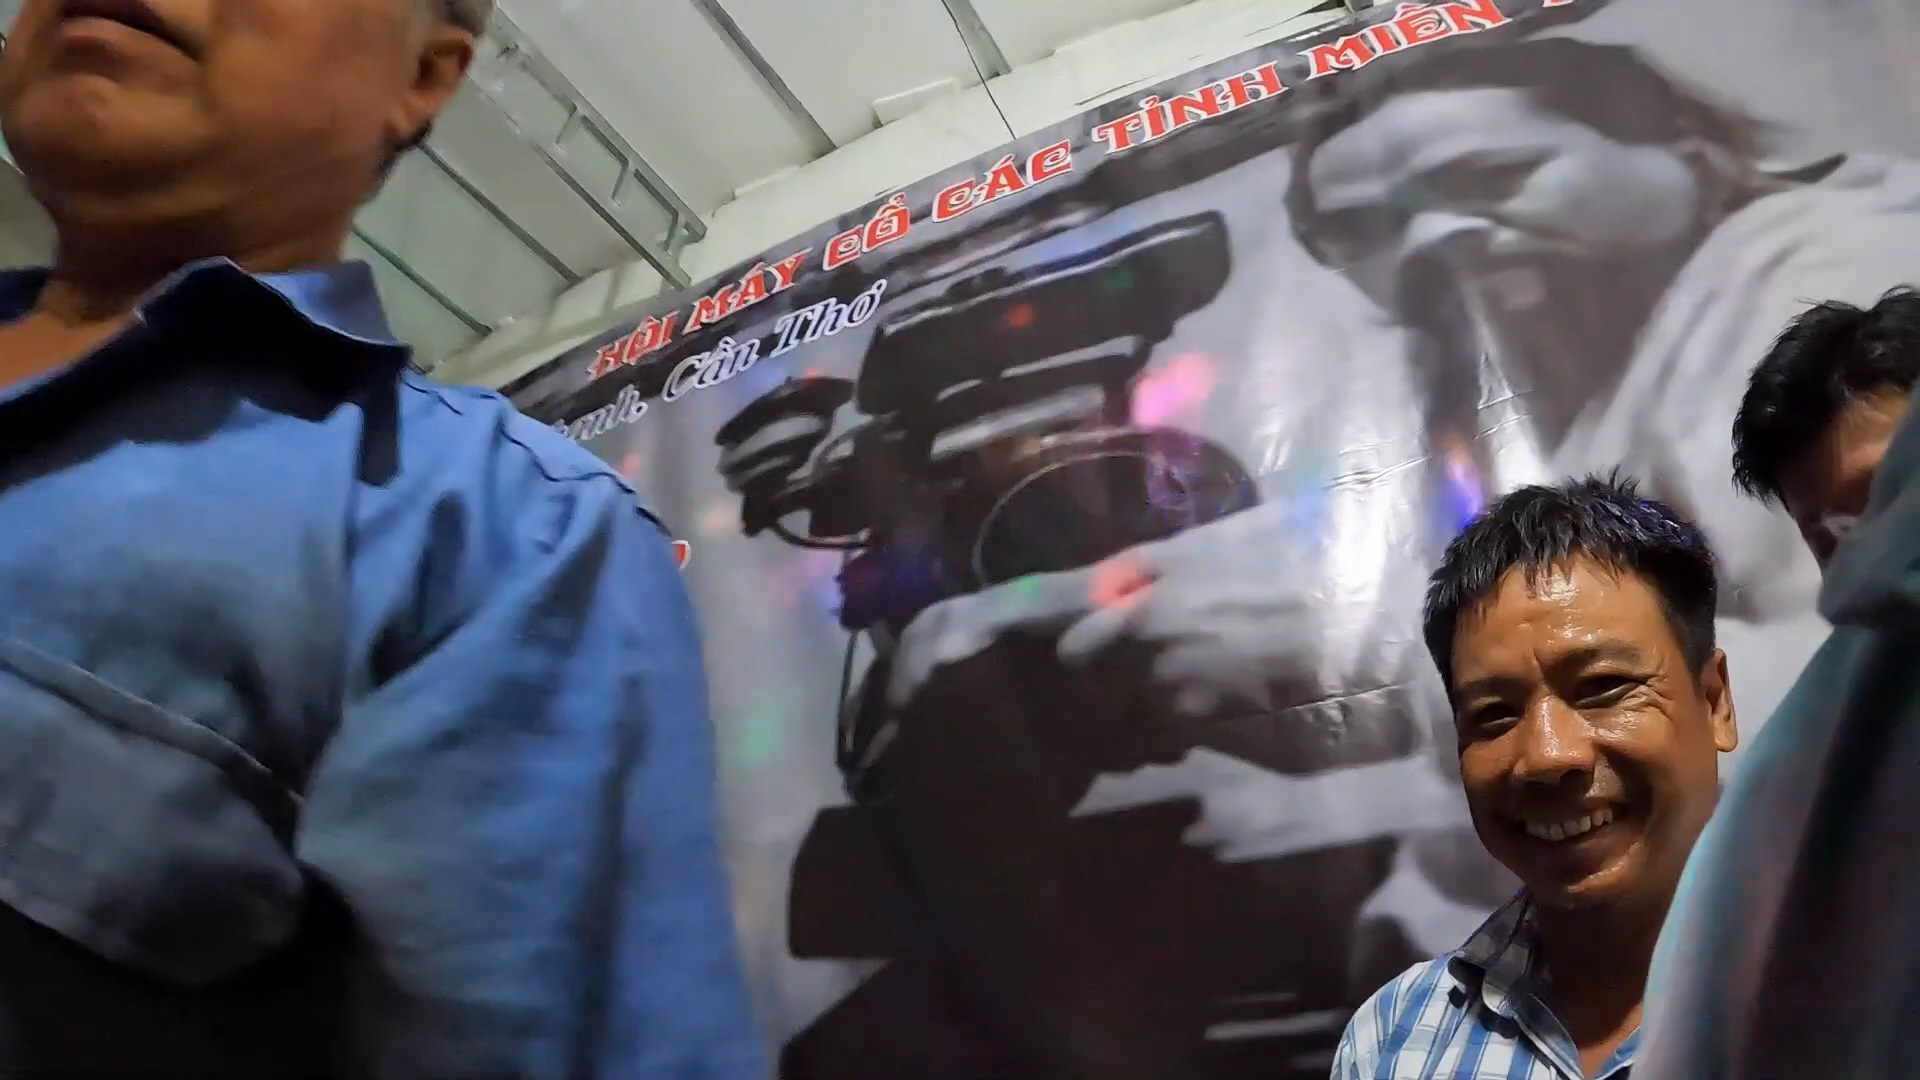 HỘI MÁY CỔ CÁC TỈNH MIỀN
Cần Thơ